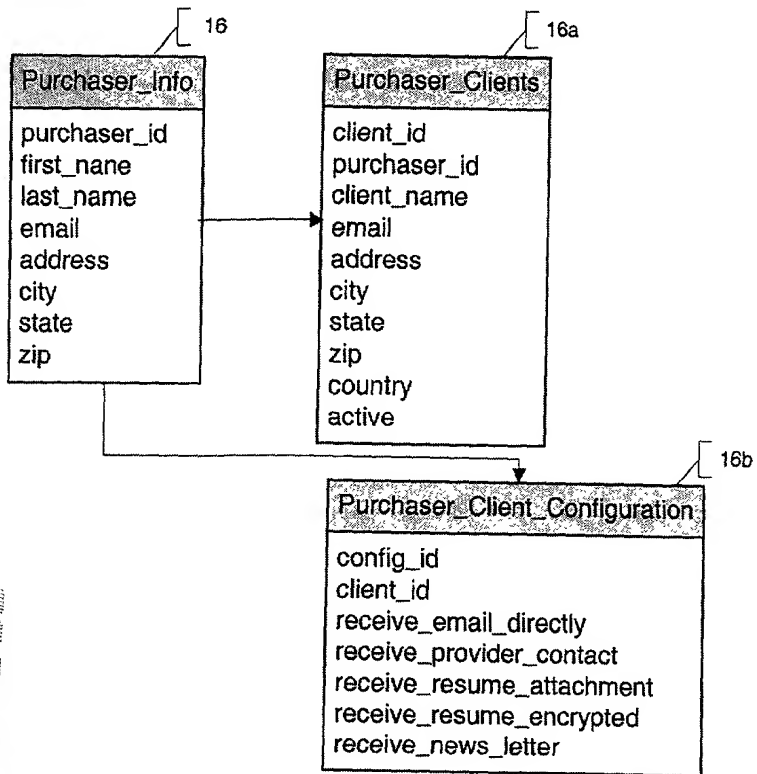 16
Purchaser_Info
purchaser_id
first_nane
last_name
email
address
city
state
zip
16a
Purchaser_Clients
client_id
purchaser_id
client_name
email
address
city
state
zip
country
active
16b
Purchaser_Client_Configuration
config_id
client_id
receive_email_directly
receive_provider_contact
receive_resume_attachment
receive_resume_encrypted
receive_news_letter